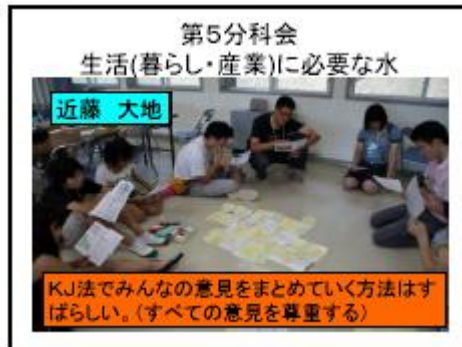 第5分科会
生活(暮らし・産業)に必要な水
近藤 大地
KJ法でみんなの意見をまとめていく方法はす
ばらしい。(すべての意見を尊重する)